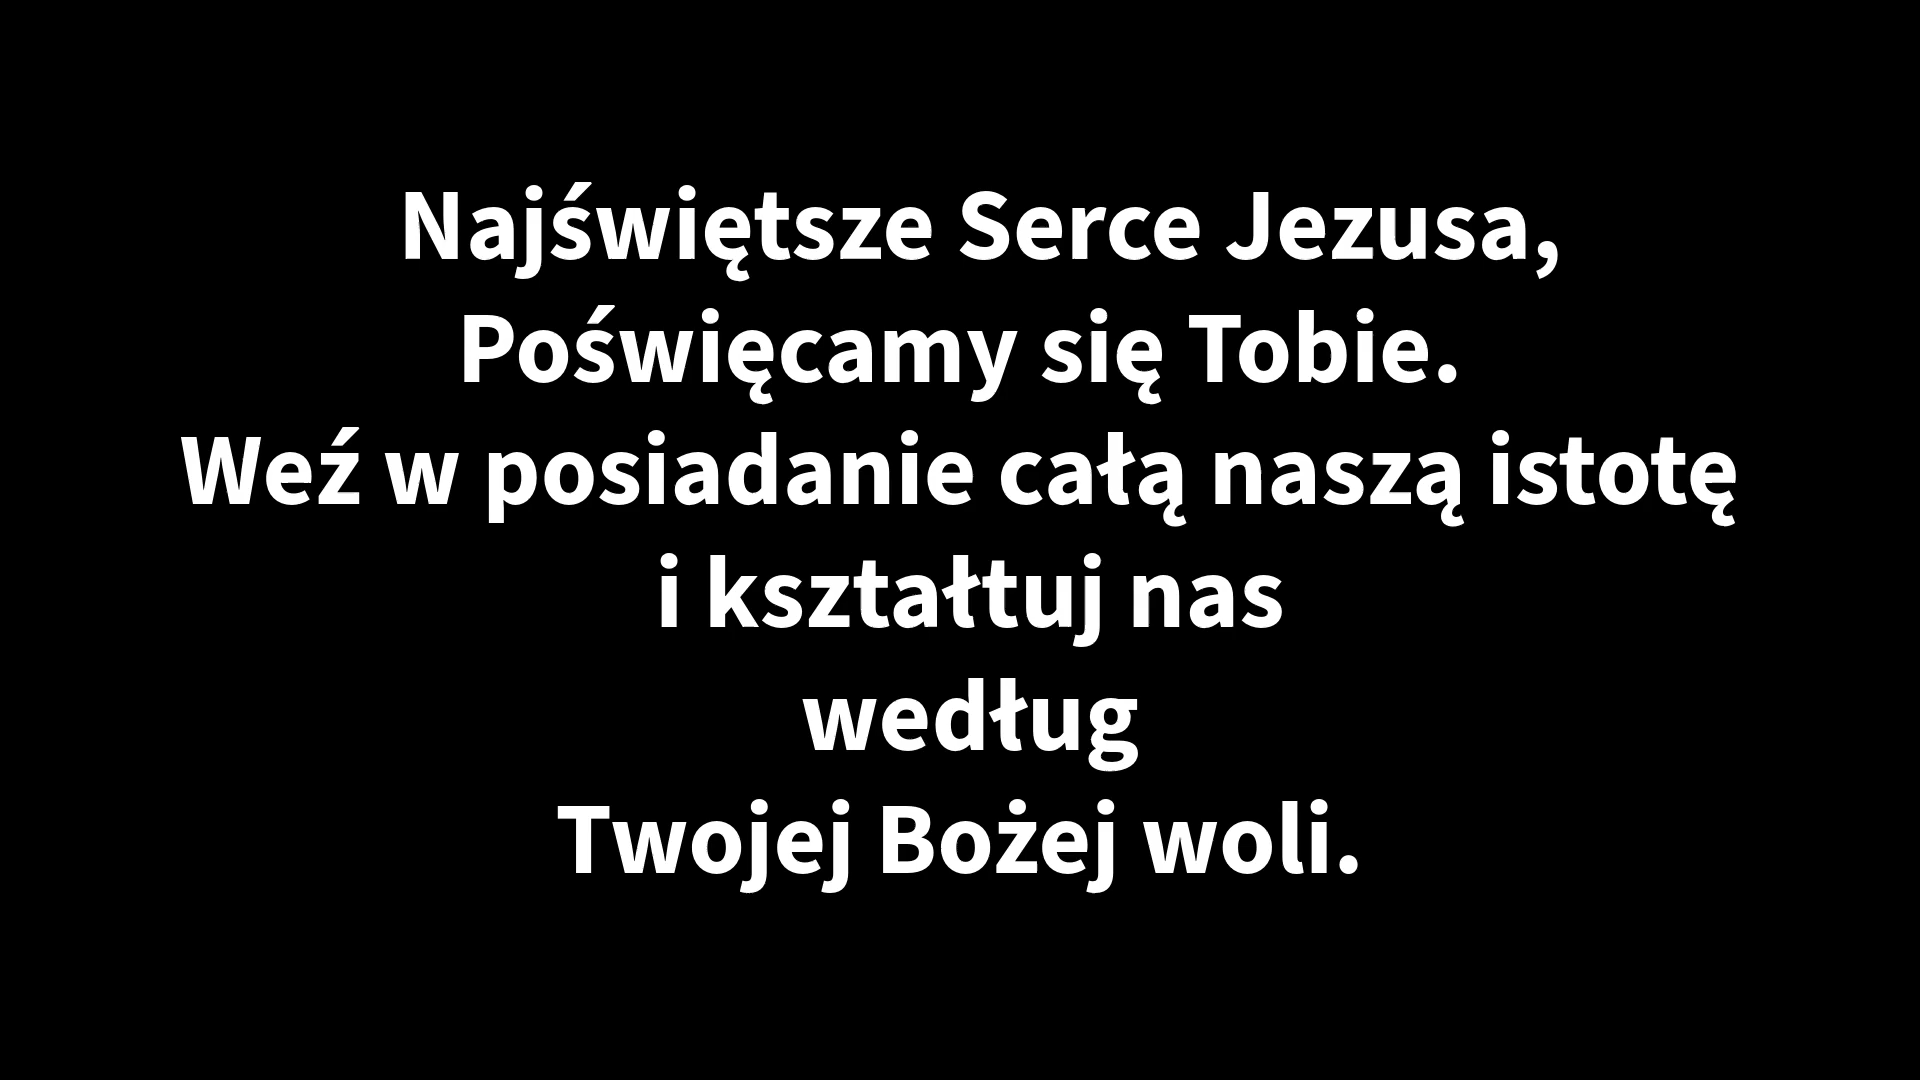 Najświętsze Serce Jezusa,
Poświęcamy się Tobie.
Weź w posiadanie całą naszą istotę
i kształtuj nas
według
Twojej Bożej woli.